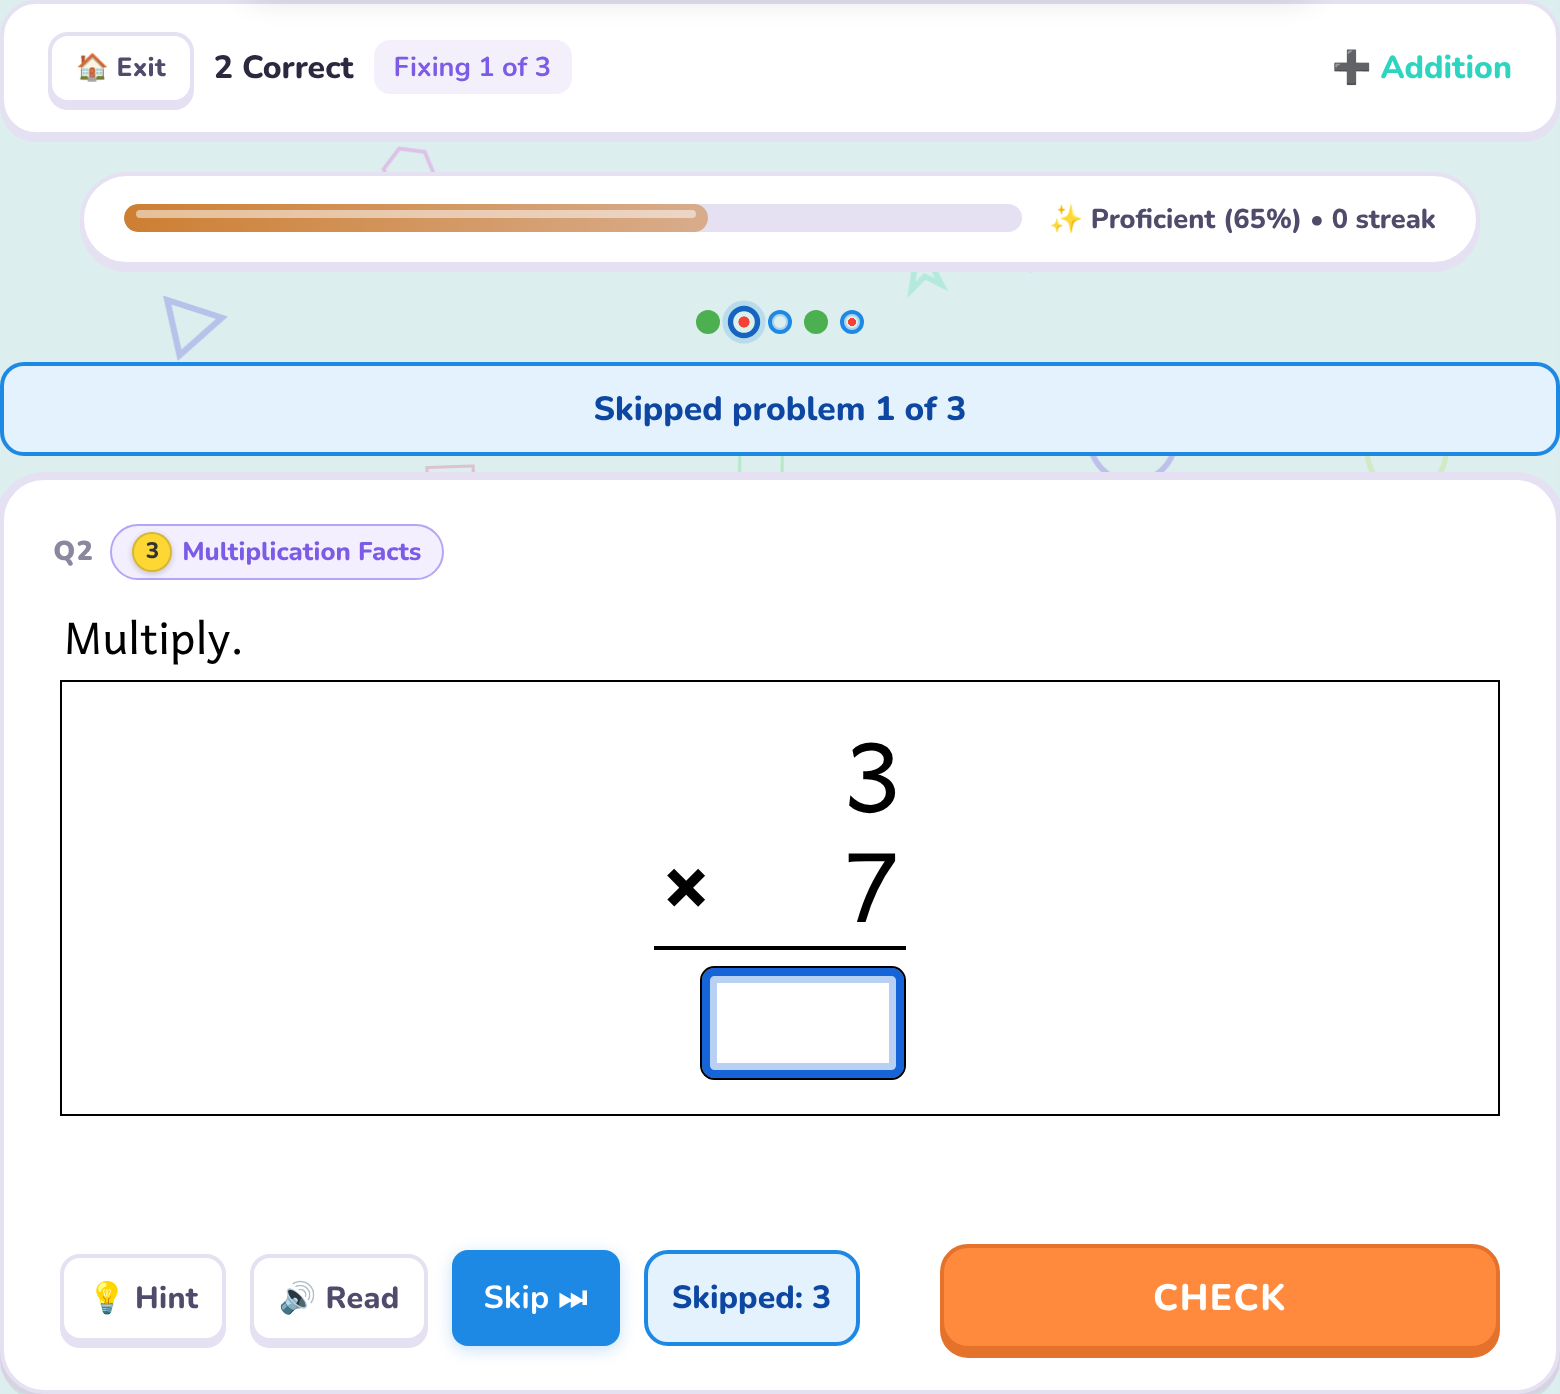 🏠 Exit 2 Correct Fixing 1 of 3 ➕ Addition
✨ Proficient (65%) • 0 streak
Skipped problem 1 of 3
Q2 3 Multiplication Facts
Multiply.
3
× 7
💡 Hint 🔊 Read Skip ⏭ Skipped: 3 CHECK